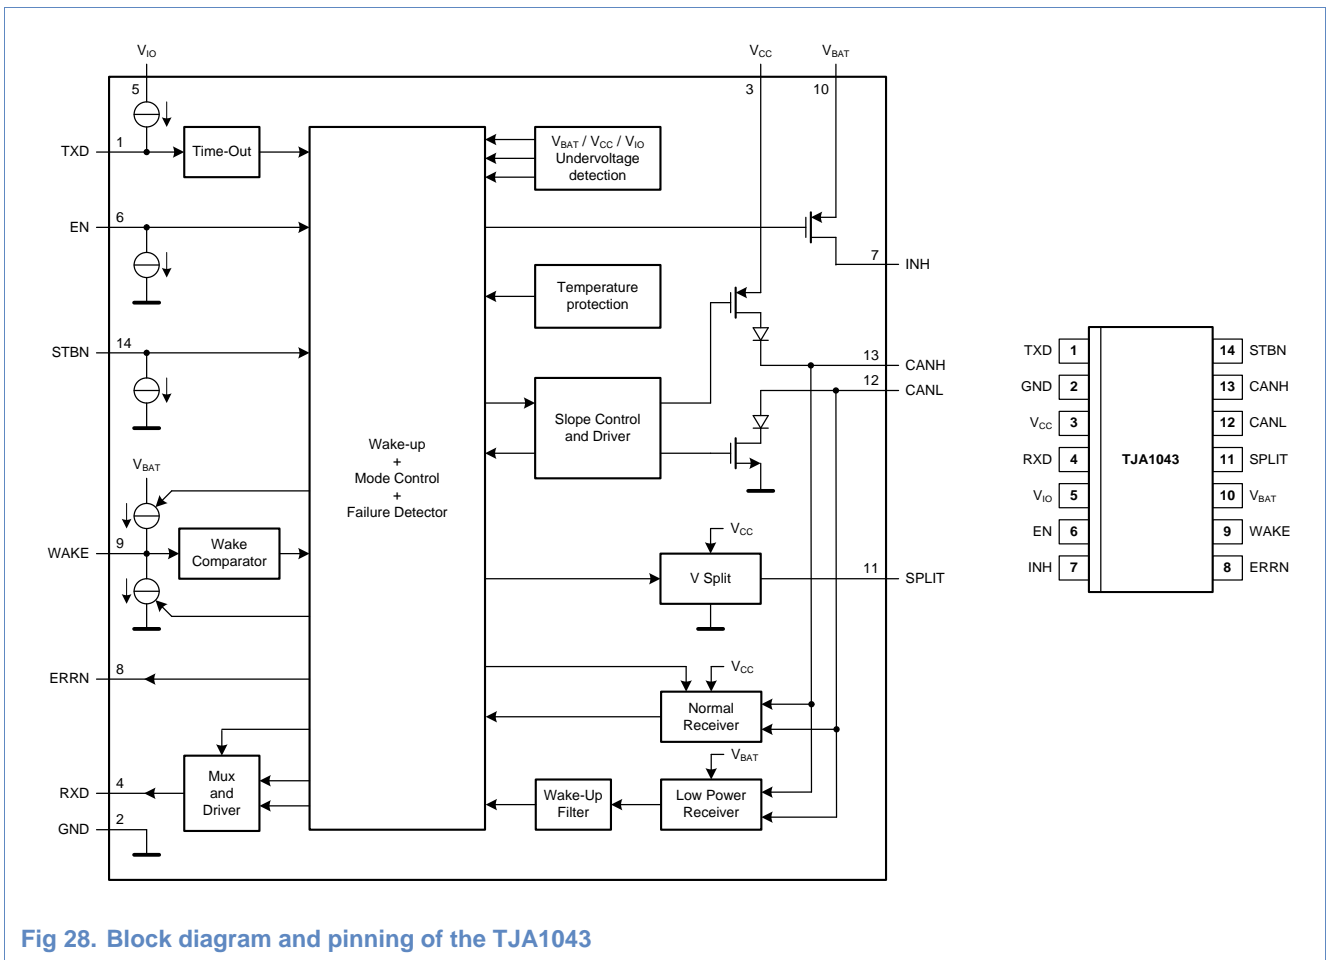 VIO
VCC
VBAT
5
3
10
TXD
1
Time-Out
VBAT / VCC / VIO
Undervoltage
detection
EN
6
7
INH
Temperature
protection
STBN
14
13
CANH
12
CANL
Slope Control
and Driver
Wake-up
+
Mode Control
+
Failure Detector
VBAT
WAKE
9
Wake
Comparator
VCC
V Split
11
SPLIT
ERRN
8
VCC
Normal
Receiver
VBAT
Mux
and
Driver
RXD
4
Wake-Up
Filter
Low Power
Receiver
GND
2
TXD 1
GND 2
VCC 3
RXD 4
VIO 5
EN 6
INH 7
TJA1043
14 STBN
13 CANH
12 CANL
11 SPLIT
10 VBAT
9 WAKE
8 ERRN
Fig 28. Block diagram and pinning of the TJA1043